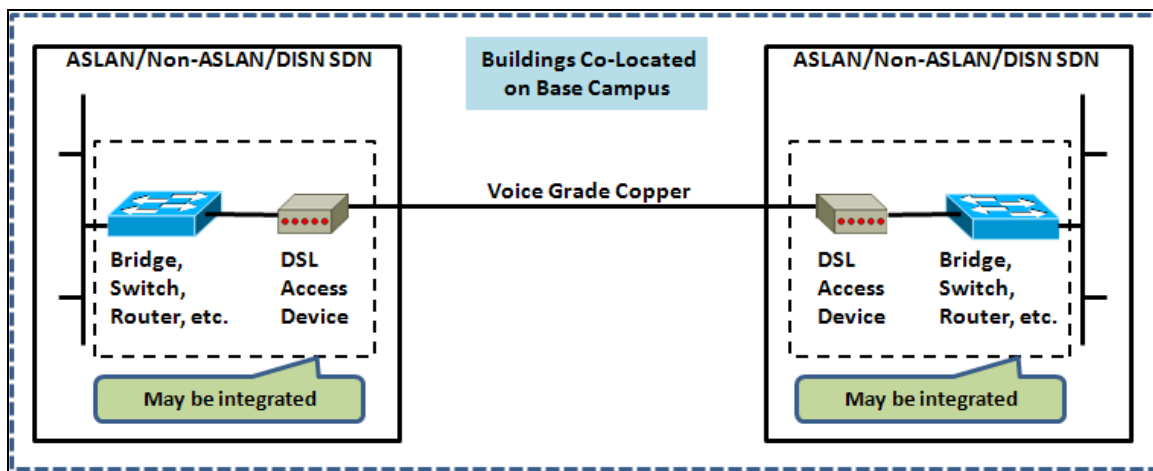 ASLAN/Non-ASLAN/DISN SDN
Buildings Co-Located
on Base Campus
ASLAN/Non-ASLAN/DISN SDN
Voice Grade Copper
Bridge,
Switch,
Router, etc.
DSL
Access
Device
DSL
Access
Device
Bridge,
Switch,
Router, etc.
May be integrated
May be integrated